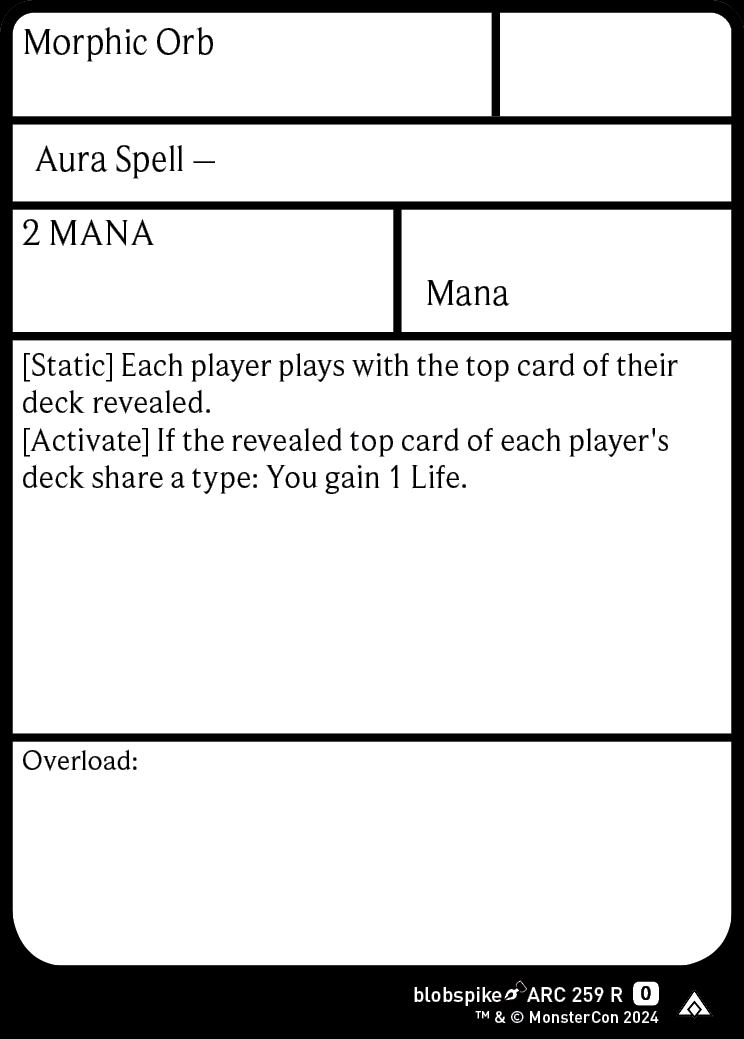 Morphic Orb
Aura Spell –
2 MANA
Mana
[Static] Each player plays with the top card of their
deck revealed.
[Activate] If the revealed top card of each player's
deck share a type: You gain 1 Life.
Overload:
blobspike ARC 259 R 0
™ & © MonsterCon 2024